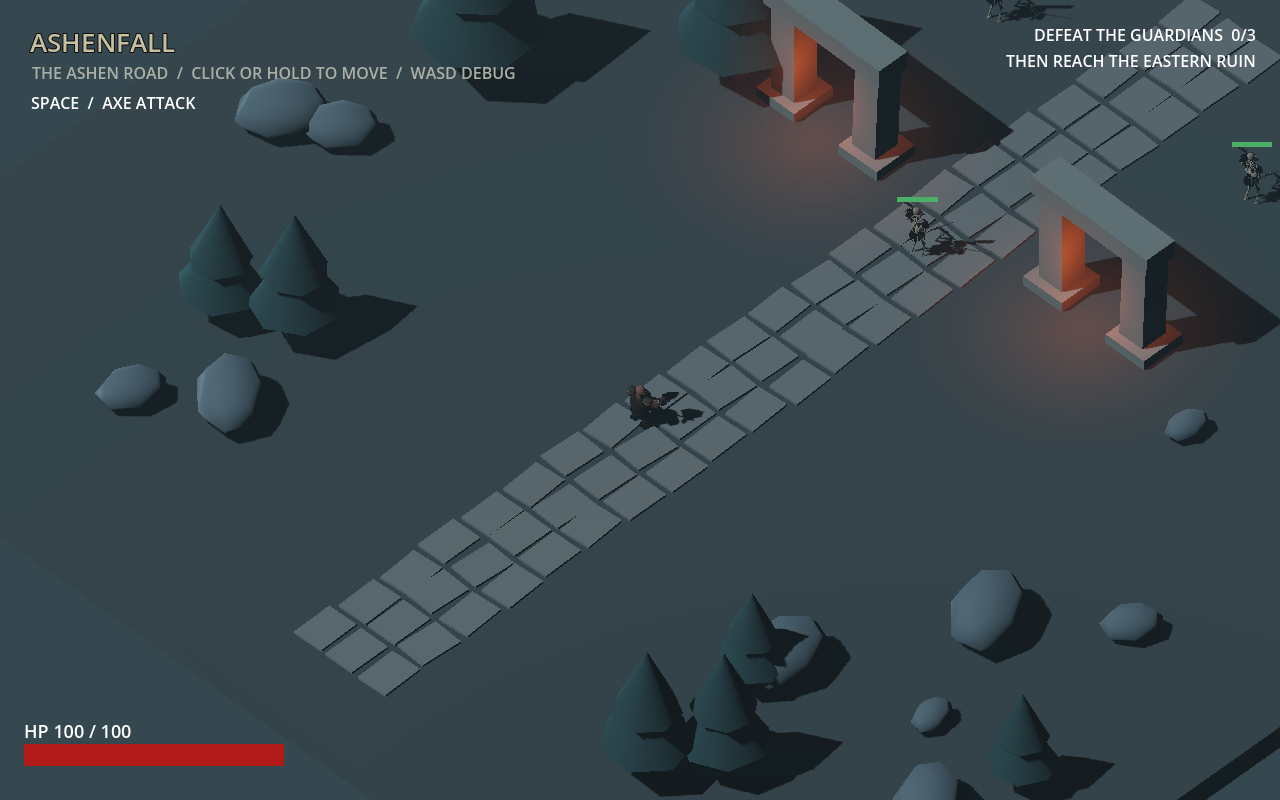 ASHENFALL
THE ASHEN ROAD / CLICK OR HOLD TO MOVE / WASD DEBUG
SPACE / AXE ATTACK
DEFEAT THE GUARDIANS 0/3
THEN REACH THE EASTERN RUIN
HP 100 / 100